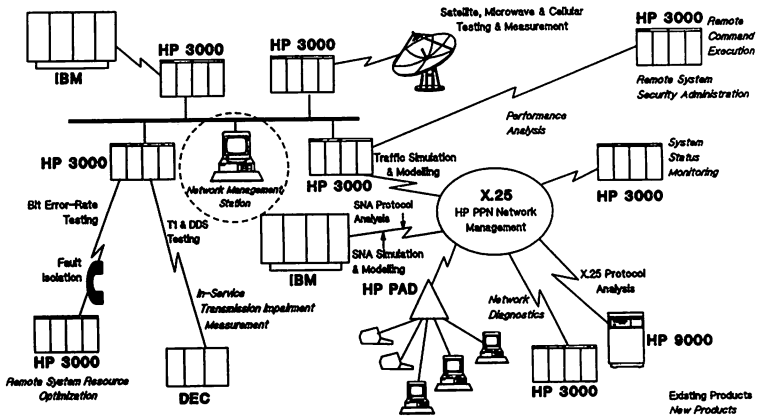 Satellite, Microwave & Cellular
Testing & Measurement
HP 3000
HP 3000
HP 3000
Remote
Command
Execution
IBM
Remote System
Security Administration
Performance
Analysis
HP 3000
Network Management
Station
HP 3000
Traffic Simulation
& Modelling
System
Status
Monitoring
HP 3000
X.25
HP PPN Network
Management
Bit Error-Rate
Testing
T1 & DDS
Testing
SNA Protocol
Analysis
SNA Simulation
& Modelling
IBM
Fault
Isolation
HP PAD
X.25 Protocol
Analysis
In-Service
Transmission Impairment
Measurement
Network
Diagnostics
HP 9000
HP 3000
Remote System Resource
Optimization
DEC
HP 3000
Existing Products
New Products